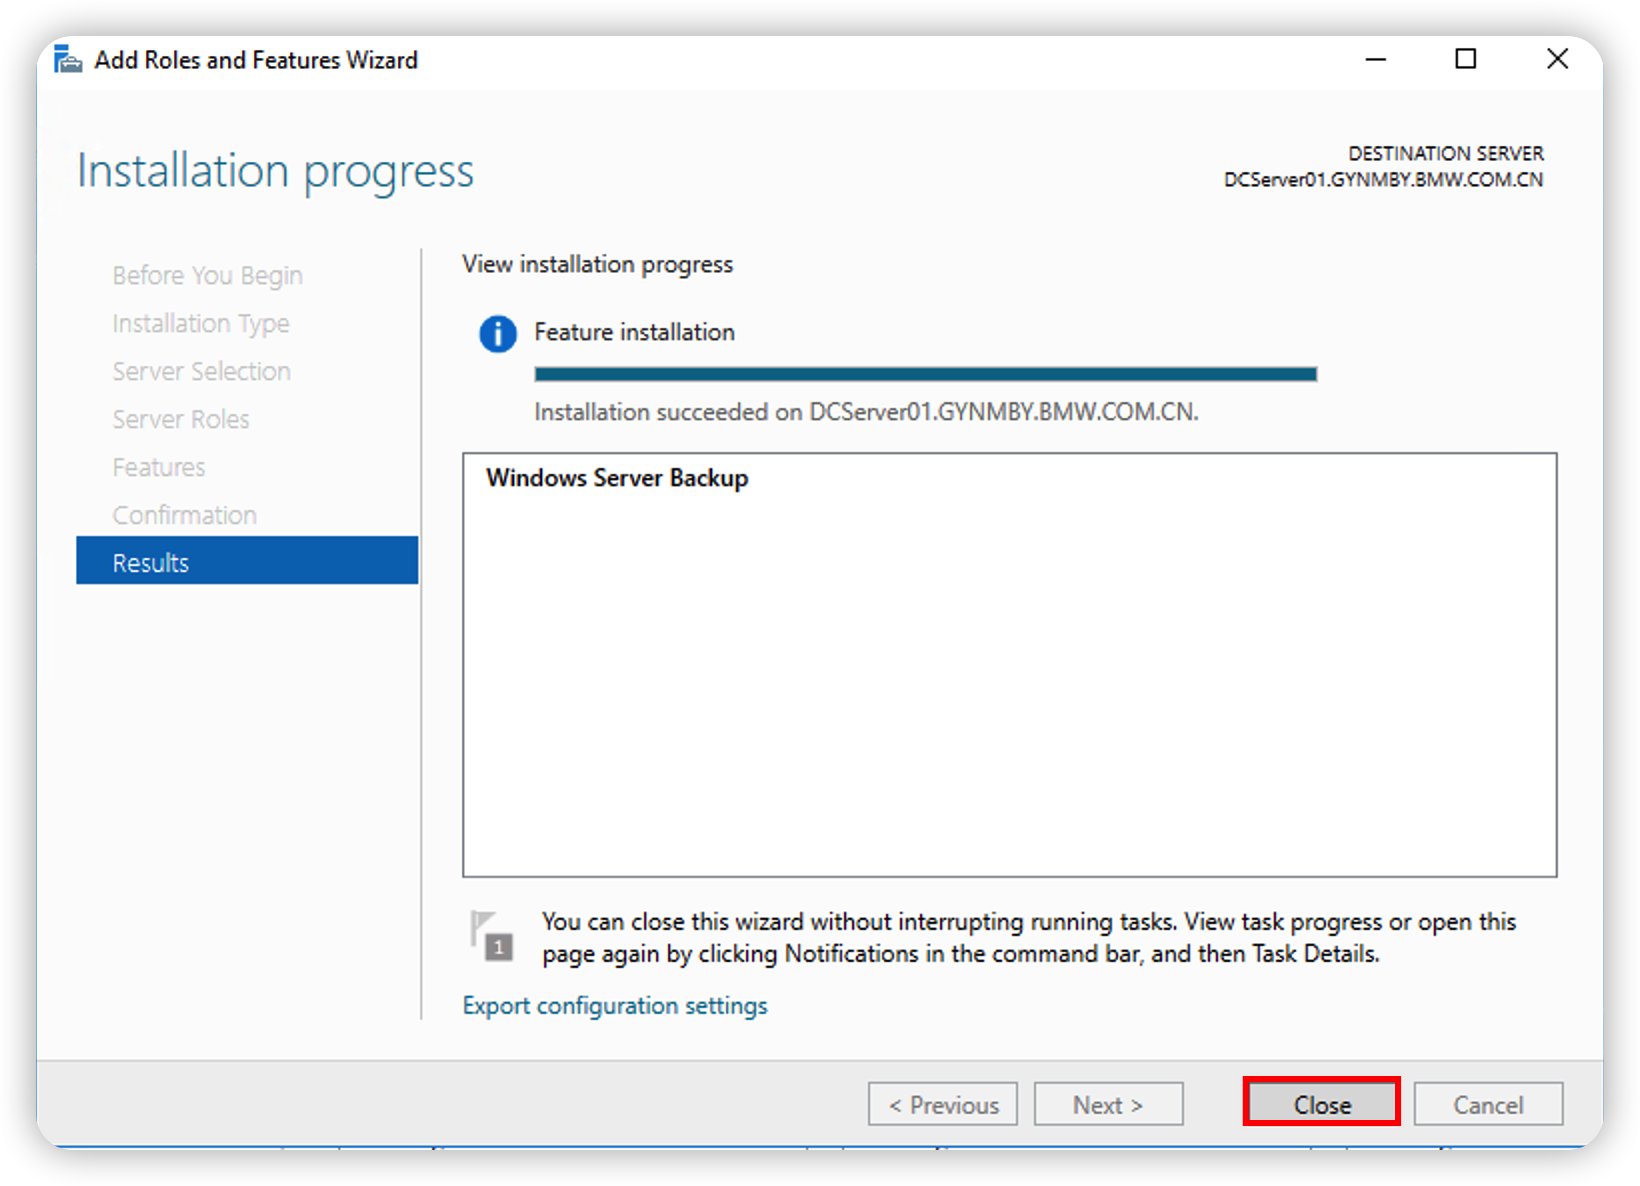 Add Roles and Features Wizard
Installation progress
DESTINATION SERVER
DCServer01.GYNMBY.BMW.COM.CN
Before You Begin
Installation Type
Server Selection
Server Roles
Features
Confirmation
Results
View installation progress
Feature installation
Installation succeeded on DCServer01.GYNMBY.BMW.COM.CN.
Windows Server Backup
1
You can close this wizard without interrupting running tasks. View task progress or open this
page again by clicking Notifications in the command bar, and then Task Details.
Export configuration settings
< Previous
Next >
Close
Cancel